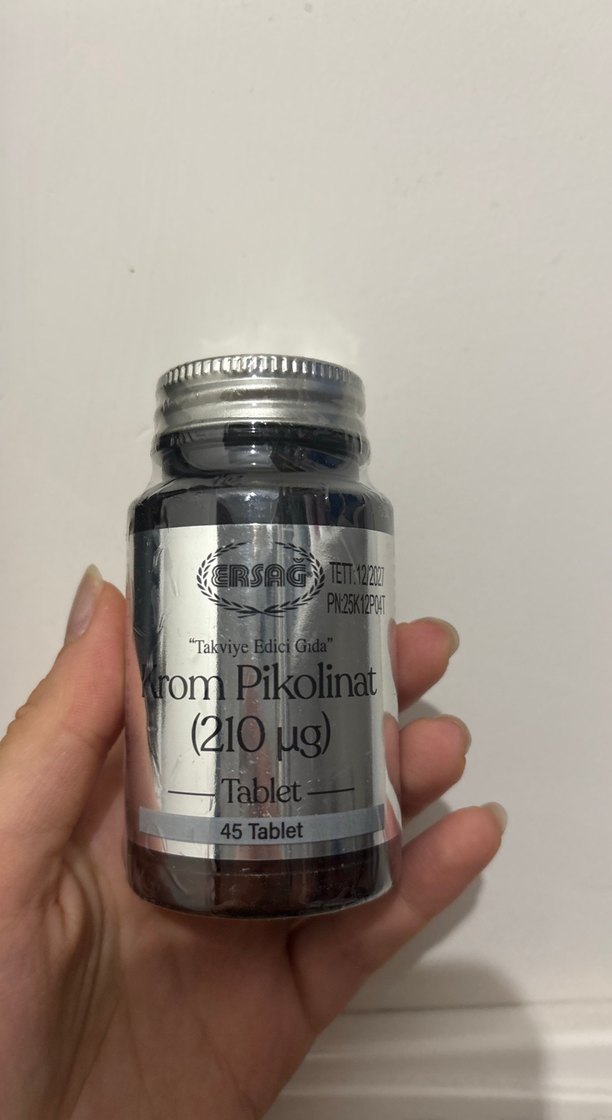 ERSAĞ
TETT:12/2027
PN:25K12P04T
“Takviye Edici Gıda”
Krom Pikolinat
(210 µg)
Tablet
45 Tablet